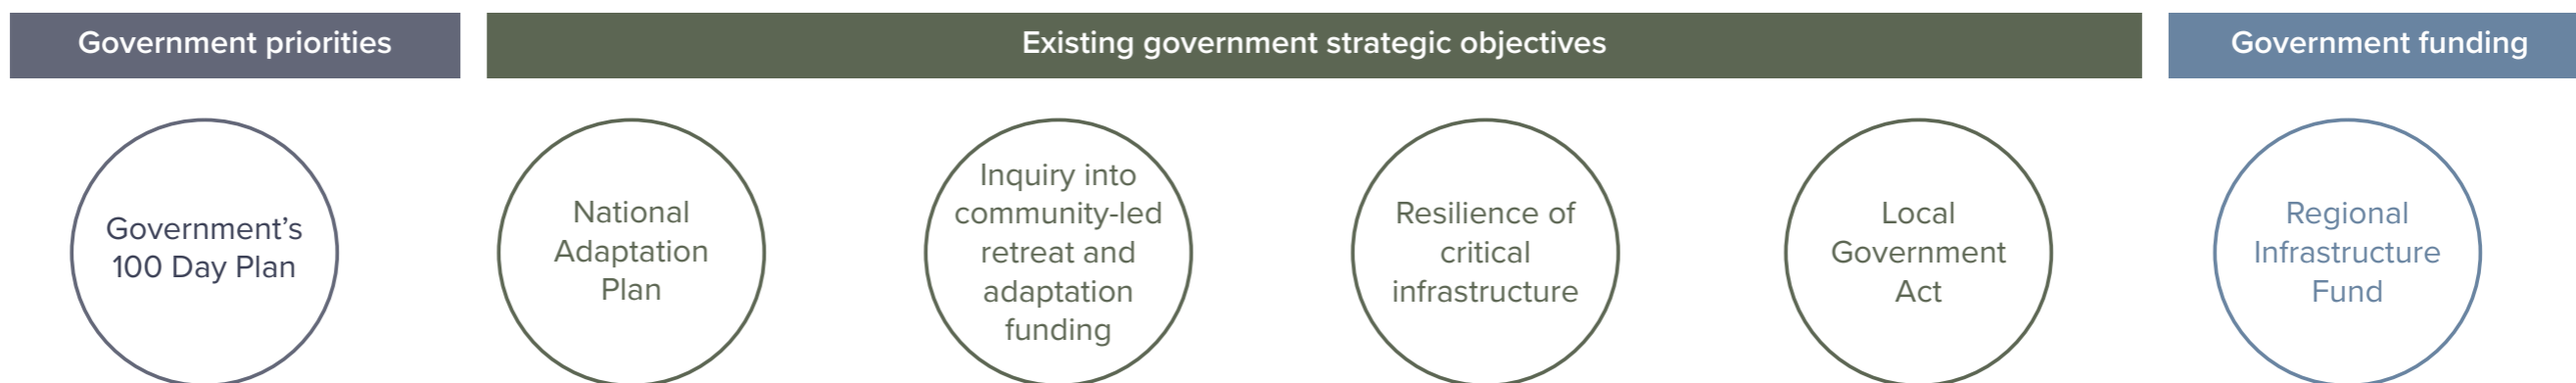 Government priorities
Existing government strategic objectives
Government funding
Government’s
100 Day Plan
National
Adaptation
Plan
Inquiry into
community-led
retreat and
adaptation
funding
Resilience of
critical
infrastructure
Local
Government
Act
Regional
Infrastructure
Fund